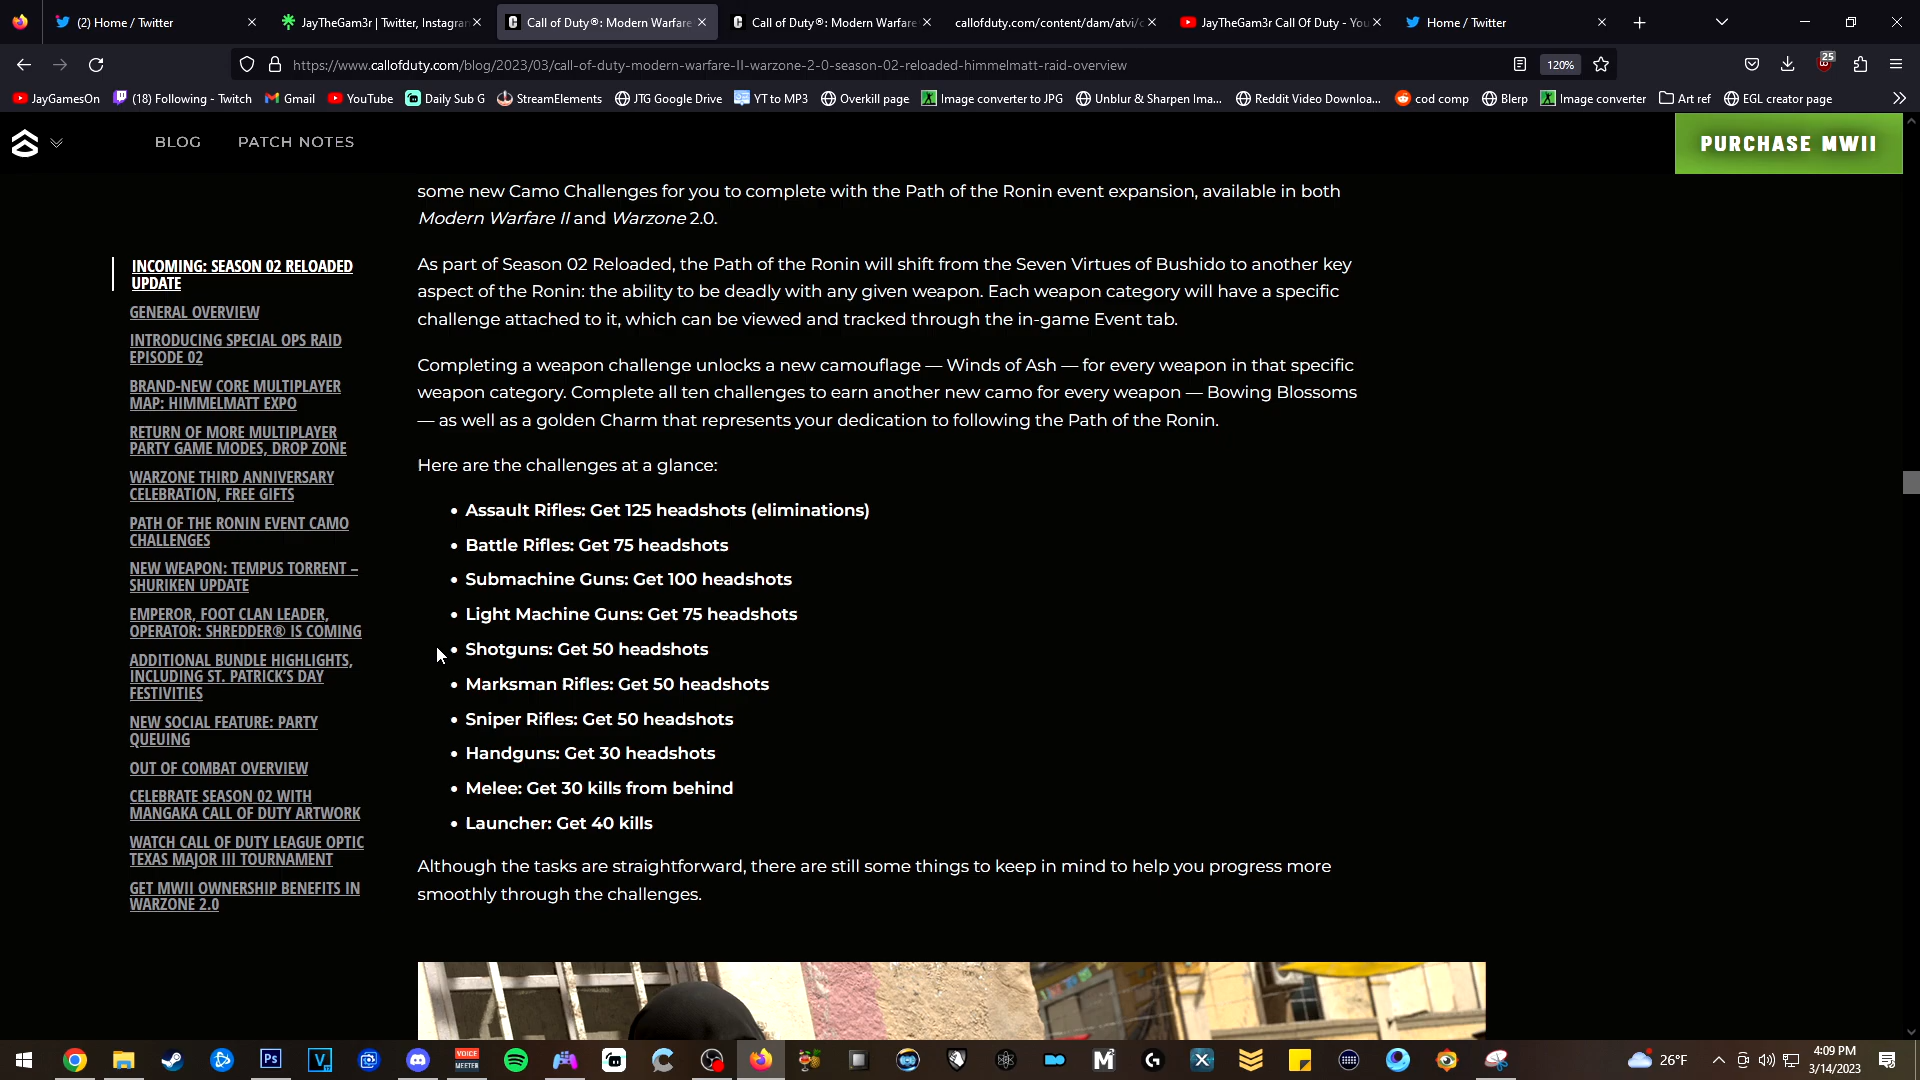 (2) Home / Twitter
JayTheGam3r | Twitter, Instagran
Call of Duty®: Modern Warfare
Call of Duty®: Modern Warfare
callofduty.com/content/dam/atvi/c
JayTheGam3r Call Of Duty - You
Home / Twitter
https://www.callofduty.com/blog/2023/03/call-of-duty-modern-warfare-II-warzone-2-0-season-02-reloaded-himmelmatt-raid-overview
120%
25
JayGamesOn
(18) Following - Twitch
Gmail
YouTube
Daily Sub G
StreamElements
JTG Google Drive
YT to MP3
Overkill page
Image converter to JPG
Unblur & Sharpen Ima...
Reddit Video Downloa...
cod comp
Blerp
Image converter
Art ref
EGL creator page
BLOG
PATCH NOTES
PURCHASE MWII
INCOMING: SEASON 02 RELOADED
UPDATE
GENERAL OVERVIEW
INTRODUCING SPECIAL OPS RAID
EPISODE 02
BRAND-NEW CORE MULTIPLAYER
MAP: HIMMELMATT EXPO
RETURN OF MORE MULTIPLAYER
PARTY GAME MODES, DROP ZONE
WARZONE THIRD ANNIVERSARY
CELEBRATION, FREE GIFTS
PATH OF THE RONIN EVENT CAMO
CHALLENGES
NEW WEAPON: TEMPUS TORRENT –
SHURIKEN UPDATE
EMPEROR, FOOT CLAN LEADER,
OPERATOR: SHREDDER® IS COMING
ADDITIONAL BUNDLE HIGHLIGHTS,
INCLUDING ST. PATRICK'S DAY
FESTIVITIES
NEW SOCIAL FEATURE: PARTY
QUEUING
OUT OF COMBAT OVERVIEW
CELEBRATE SEASON 02 WITH
MANGAKA CALL OF DUTY ARTWORK
WATCH CALL OF DUTY LEAGUE OPTIC
TEXAS MAJOR III TOURNAMENT
GET MWII OWNERSHIP BENEFITS IN
WARZONE 2.0
some new Camo Challenges for you to complete with the Path of the Ronin event expansion, available in both
Modern Warfare II and Warzone 2.0.
As part of Season 02 Reloaded, the Path of the Ronin will shift from the Seven Virtues of Bushido to another key
aspect of the Ronin: the ability to be deadly with any given weapon. Each weapon category will have a specific
challenge attached to it, which can be viewed and tracked through the in-game Event tab.
Completing a weapon challenge unlocks a new camouflage — Winds of Ash — for every weapon in that specific
weapon category. Complete all ten challenges to earn another new camo for every weapon — Bowing Blossoms
— as well as a golden Charm that represents your dedication to following the Path of the Ronin.
Here are the challenges at a glance:
• Assault Rifles: Get 125 headshots (eliminations)
• Battle Rifles: Get 75 headshots
• Submachine Guns: Get 100 headshots
• Light Machine Guns: Get 75 headshots
• Shotguns: Get 50 headshots
• Marksman Rifles: Get 50 headshots
• Sniper Rifles: Get 50 headshots
• Handguns: Get 30 headshots
• Melee: Get 30 kills from behind
• Launcher: Get 40 kills
Although the tasks are straightforward, there are still some things to keep in mind to help you progress more
smoothly through the challenges.
Ps
V
VOICE
MEETER
26°F
4:09 PM
3/14/2023